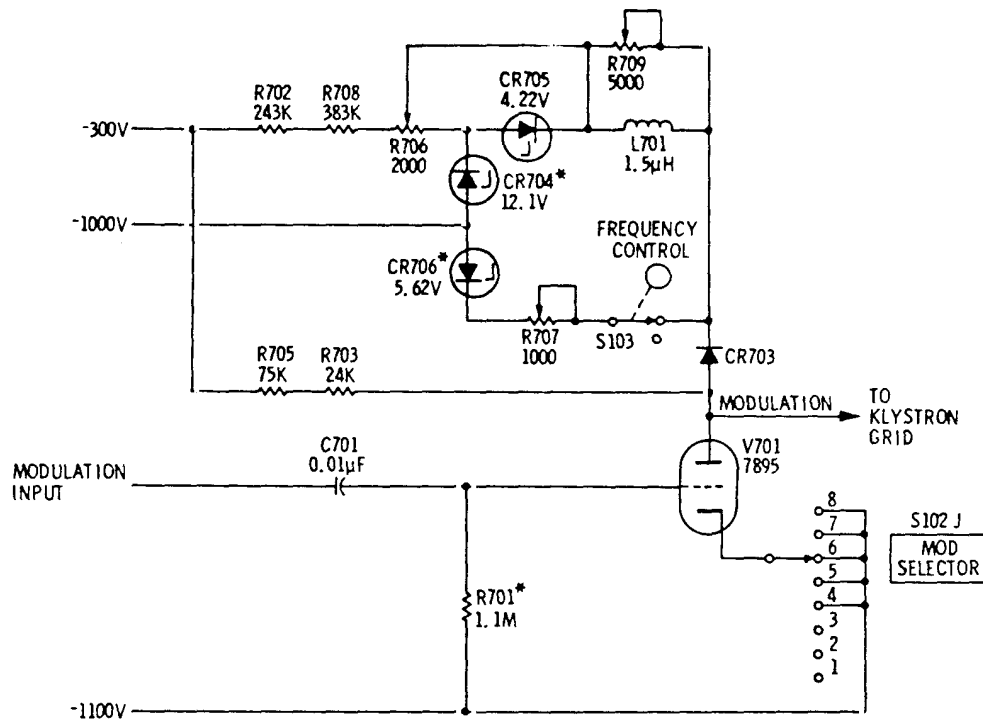 R709
5000
CR705
4.22V
R702
243K
R708
383K
-300V
R706
2000
L701
1.5μH
CR704*
12.1V
-1000V
FREQUENCY
CONTROL
CR706*
5.62V
R707
1000
S103
CR703
R705
75K
R703
24K
MODULATION
TO
KLYSTRON
GRID
C701
0.01μF
V701
7895
MODULATION
INPUT
8
7
6
5
4
3
2
1
S102 J
MOD
SELECTOR
R701*
1.1M
-1100V